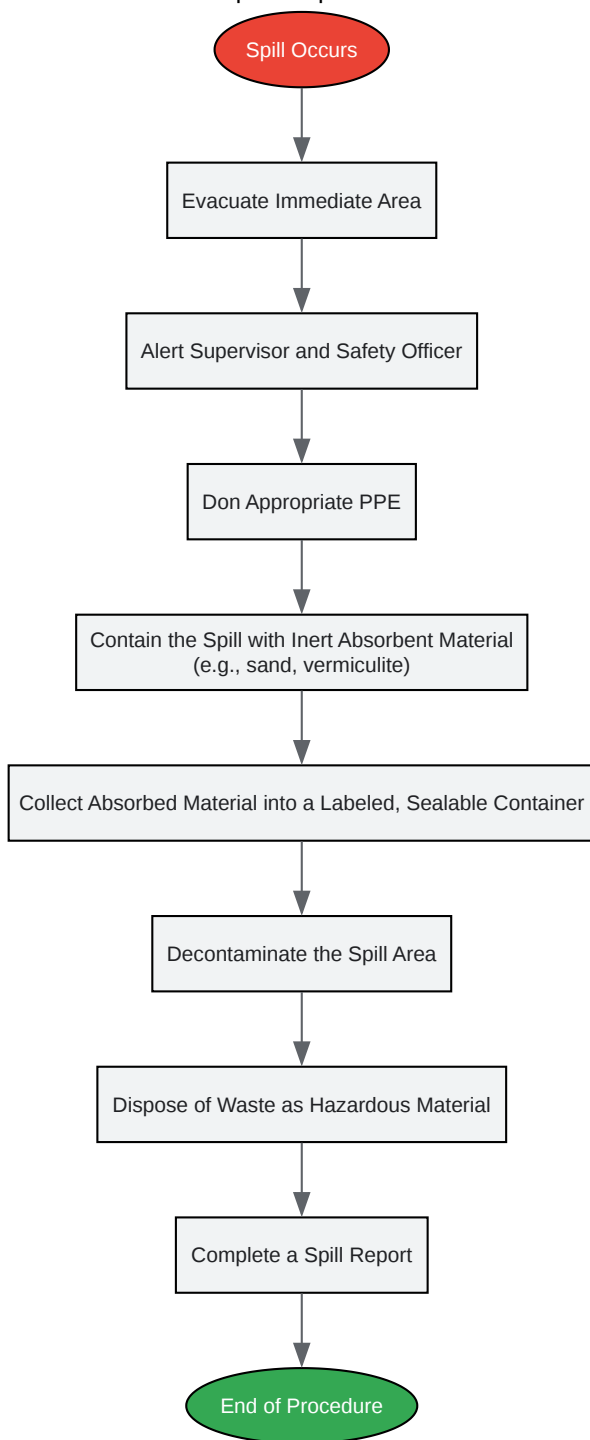 Spill Occurs
Evacuate Immediate Area
Alert Supervisor and Safety Officer
Don Appropriate PPE
Contain the Spill with Inert Absorbent Material
(e.g., sand, vermiculite)
Collect Absorbed Material into a Labeled, Sealable Container
Decontaminate the Spill Area
Dispose of Waste as Hazardous Material
Complete a Spill Report
End of Procedure